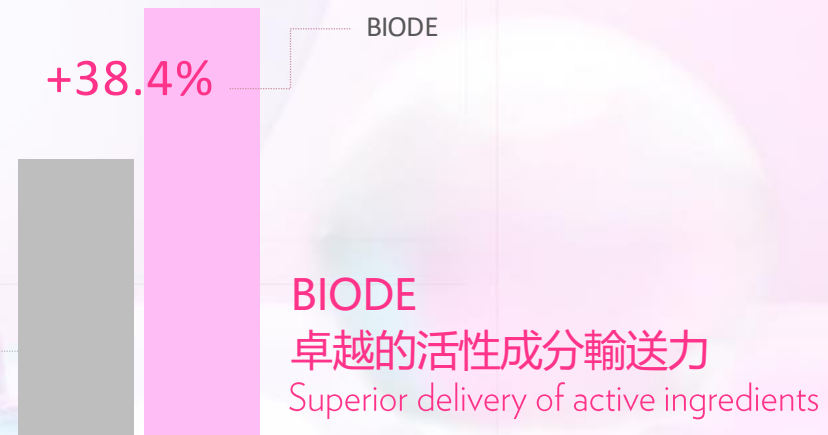 BIODE
+38.4%
BIODE
卓越的活性成分輸送力
Superior delivery of active ingredients